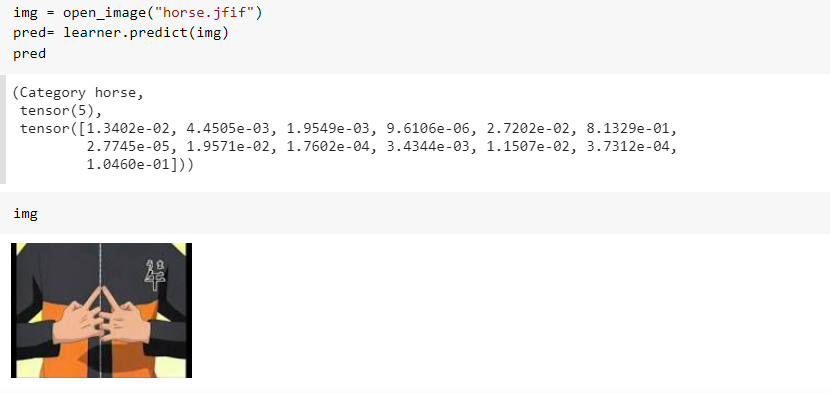 img = open_image("horse.jfif")
pred= learner.predict(img)
pred
(Category horse,
tensor(5),
tensor([1.3402e-02, 4.4505e-03, 1.9549e-03, 9.6106e-06, 2.7202e-02, 8.1329e-01,
2.7745e-05, 1.9571e-02, 1.7602e-04, 3.4344e-03, 1.1507e-02, 3.7312e-04,
1.0460e-01]))
img